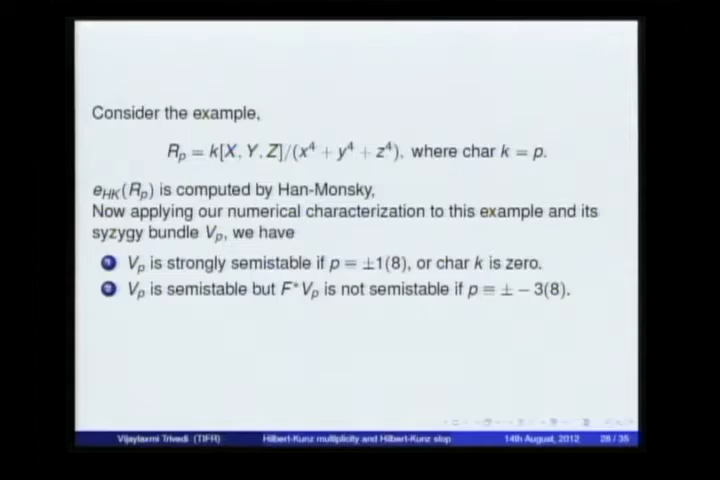 Consider the example,
R_p = k[X, Y, Z]/(x^4 + y^4 + z^4), where char k = p.
e_HK(R_p) is computed by Han-Monsky,
Now applying our numerical characterization to this example and its
syzygy bundle V_p, we have
1 V_p is strongly semistable if p ≡ ±1(8), or char k is zero.
2 V_p is semistable but F*V_p is not semistable if p ≡ ± − 3(8).
Vijaylaxmi Trivedi (TIFR) Hilbert-Kunz multiplicity and Hilbert-Kunz slop 14th August, 2012 28 / 35